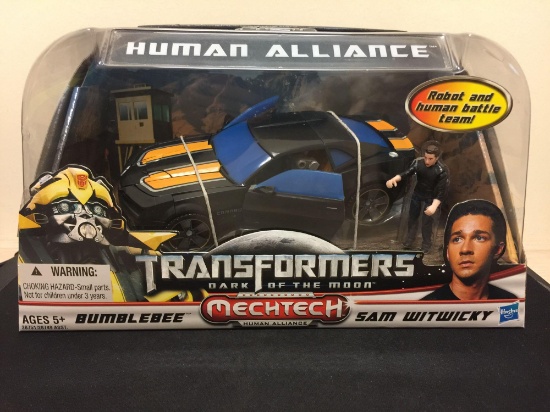 HUMAN ALLIANCE
Robot and
human battle
team!
TRANSFORMERS
DARK OF THE MOON
MECHTECH
HUMAN ALLIANCE
WARNING:
CHOKING HAZARD-Small parts.
Not for children under 3 years.
AGES 5+
BUMBLEBEE
SAM WITWICKY
Hasbro